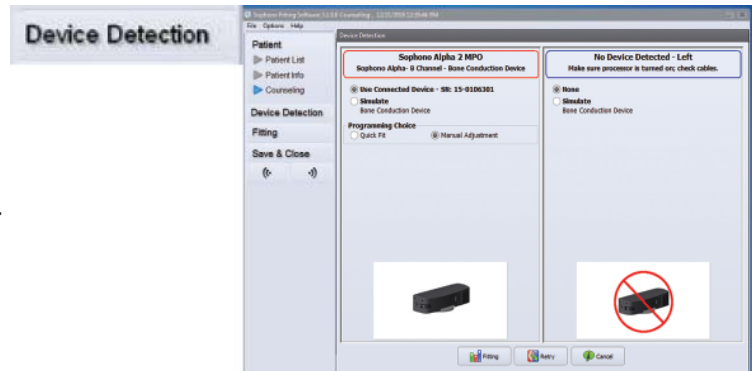 Device Detection
Sophono Fitting Software
Counseling
File Options Help
Patient
Patient List
Patient Info
Counseling
Device Detection
Fitting
Save & Close
Device Detection
Sophono Alpha 2 MPO
Sophono Alpha- 8 Channel - Bone Conduction Device
Use Connected Device - SN: 15-0106301
Simulate
Bone Conduction Device
Programming Choice
Quick Fit Manual Adjustment
No Device Detected - Left
Make sure processor is turned on; check cables.
None
Simulate
Bone Conduction Device
Fitting Retry Cancel